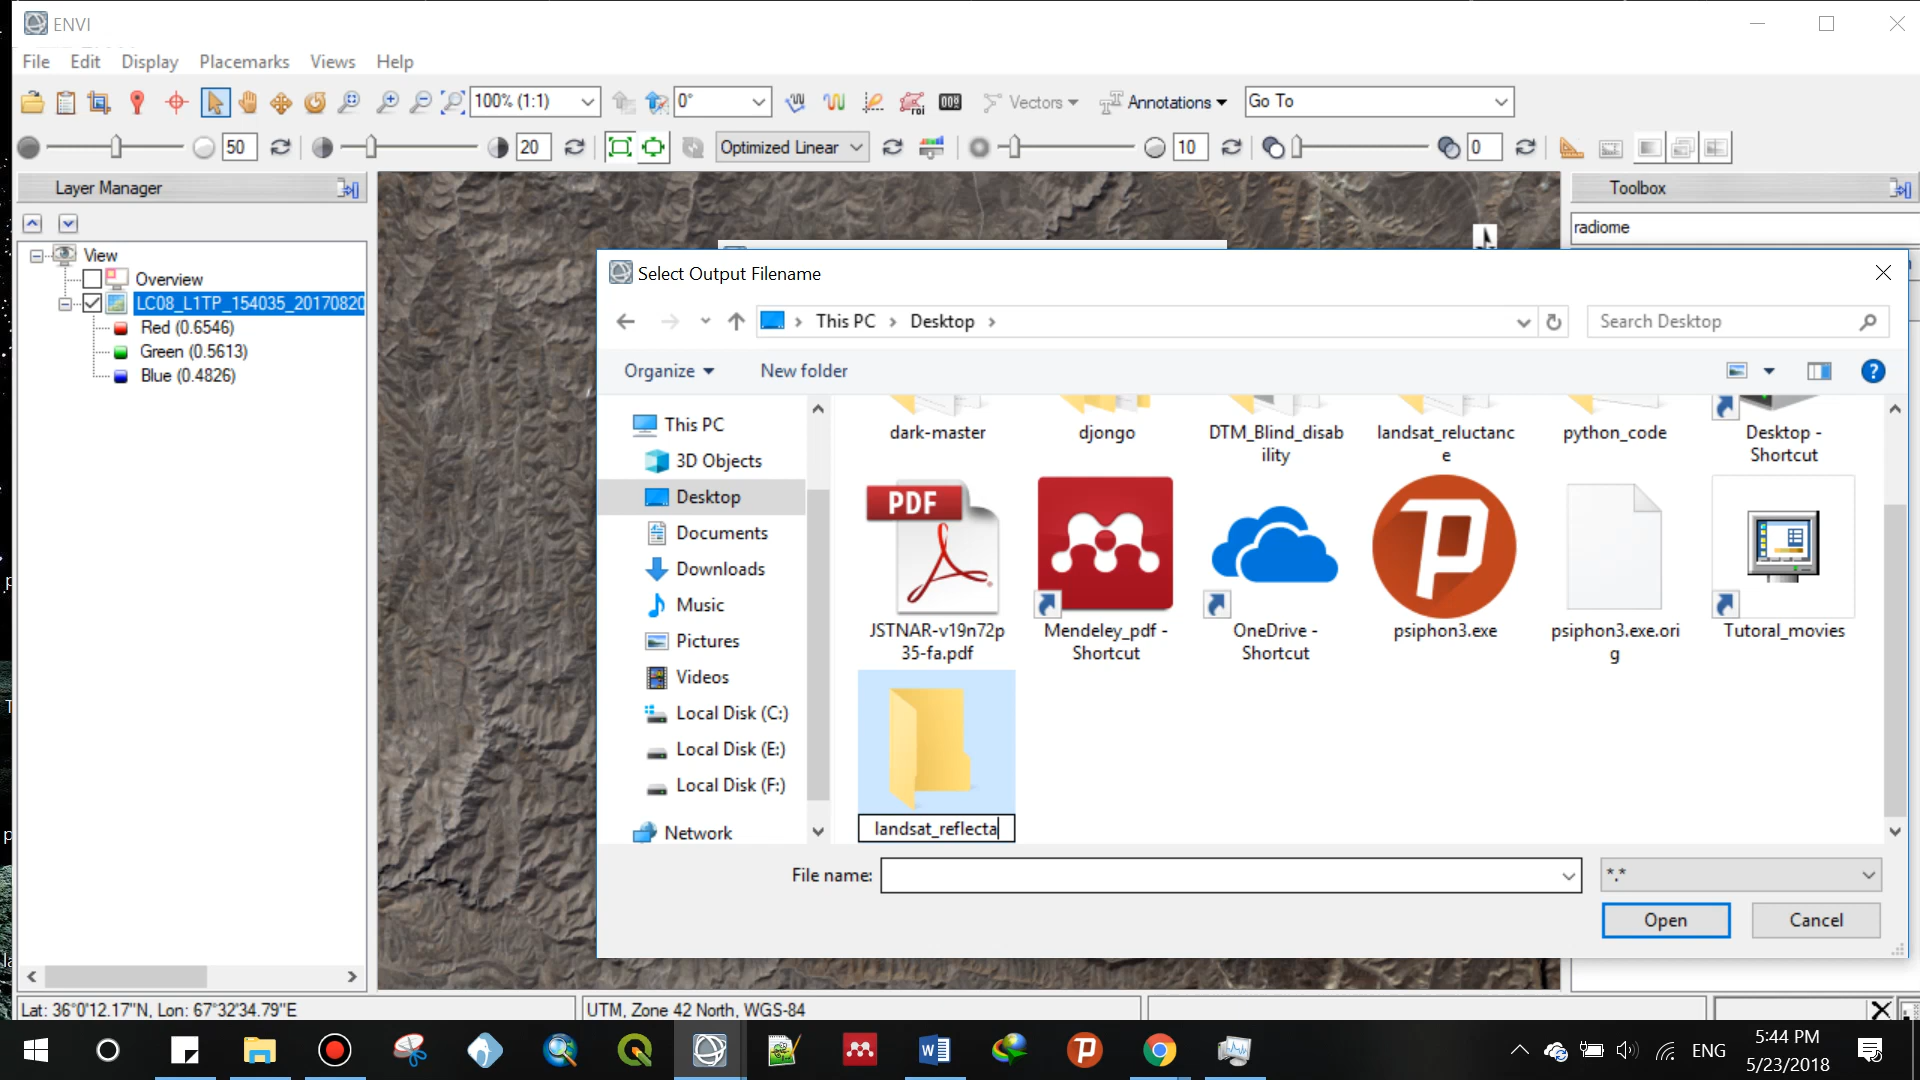 ENVI
File Edit Display Placemarks Views Help
100% (1:1) 0° roi Vectors Annotations Go To
50 20 Optimized Linear 10 0
Layer Manager
View
Overview
LC08_L1TP_154035_20170820
Red (0.6546)
Green (0.5613)
Blue (0.4826)
Toolbox
radiome
Select Output Filename
This PC Desktop Search Desktop
Organize New folder
This PC
3D Objects
Desktop
Documents
Downloads
Music
Pictures
Videos
Local Disk (C:)
Local Disk (E:)
Local Disk (F:)
Network
dark-master
djongo
DTM_Blind_disab
ility
landsat_reluctanc
e
python_code
Desktop -
Shortcut
PDF
JSTNAR-v19n72p
35-fa.pdf
Mendeley_pdf -
Shortcut
OneDrive -
Shortcut
psiphon3.exe
psiphon3.exe.ori
g
Tutoral_movies
landsat_reflecta
File name: *.*
Open Cancel
Lat: 36°0'12.17"N, Lon: 67°32'34.79"E UTM, Zone 42 North, WGS-84
ENG
5:44 PM
5/23/2018